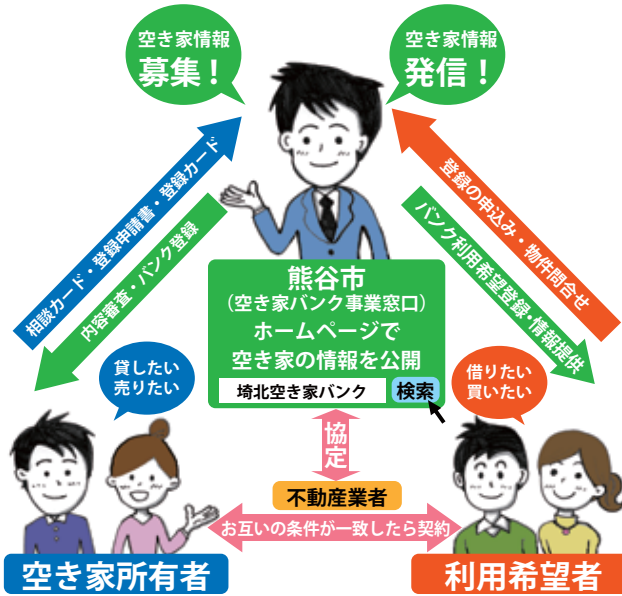 空き家情報
募集！
空き家情報
発信！
相談カード・登録申請書・登録カード
内容審査・バンク登録
登録の申込み・物件問合せ
バンク利用希望登録・情報提供
熊谷市
（空き家バンク事業窓口）
ホームページで
空き家の情報を公開
埼北空き家バンク
検索
貸したい
売りたい
借りたい
買いたい
協定
不動産業者
お互いの条件が一致したら契約
空き家所有者
利用希望者